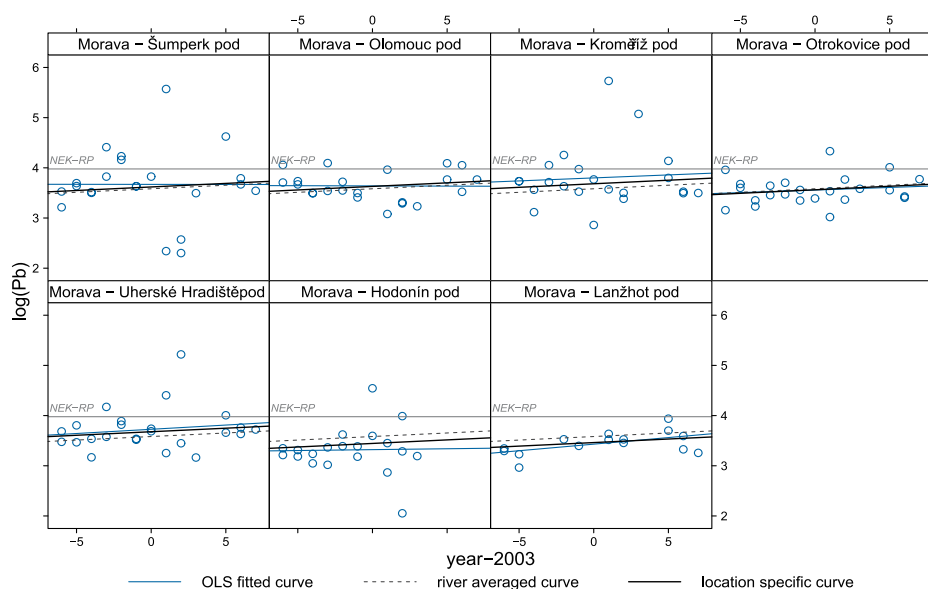 −5 0 5 −5 0 5
Morava − Šumperk pod Morava − Olomouc pod Morava − Kroměříž pod Morava − Otrokovice pod
6
5
4
3
2
NEK−RP NEK−RP NEK−RP NEK−RP
log(Pb)
Morava − Uherské Hradištěpod Morava − Hodonín pod Morava − Lanžhot pod
6
5
4
3
2
NEK−RP NEK−RP NEK−RP
−5 0 5 −5 0 5
year−2003
OLS fitted curve river averaged curve location specific curve